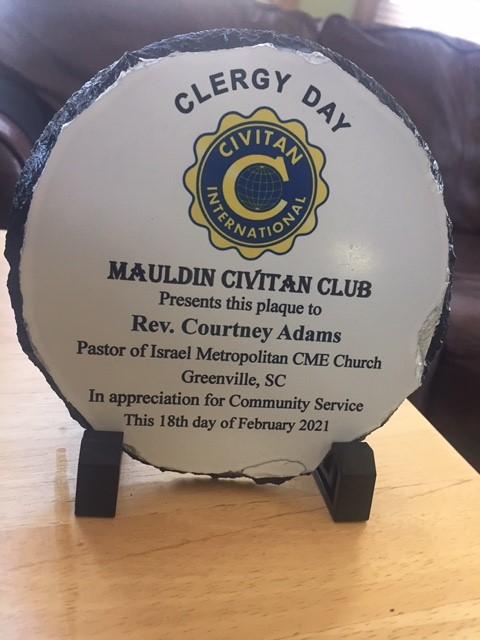 CLERGY DAY
CIVITAN
C
INTERNATIONAL
MAULDIN CIVITAN CLUB
Presents this plaque to
Rev. Courtney Adams
Pastor of Israel Metropolitan CME Church
Greenville, SC
In appreciation for Community Service
This 18th day of February 2021